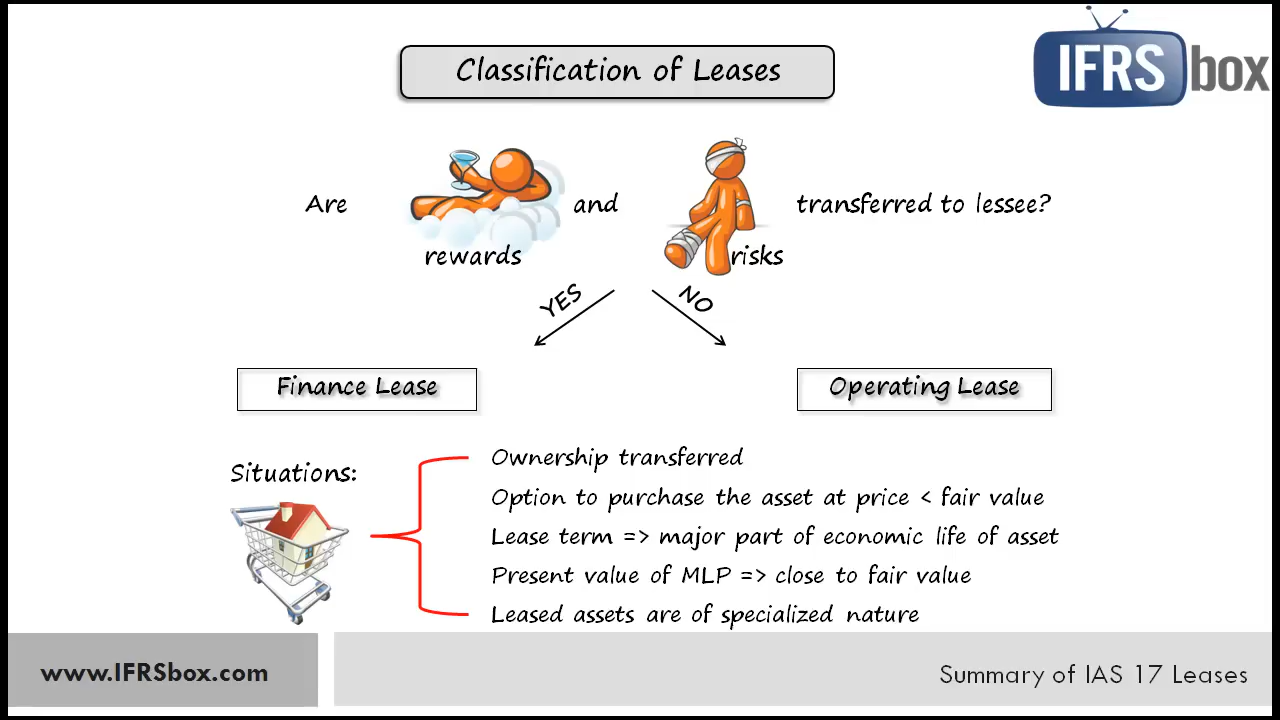 IFRS box
Classification of Leases
Are rewards and risks transferred to lessee?
YES
NO
Finance Lease
Operating Lease
Situations:
Ownership transferred
Option to purchase the asset at price < fair value
Lease term => major part of economic life of asset
Present value of MLP => close to fair value
Leased assets are of specialized nature
www.IFRSbox.com
Summary of IAS 17 Leases